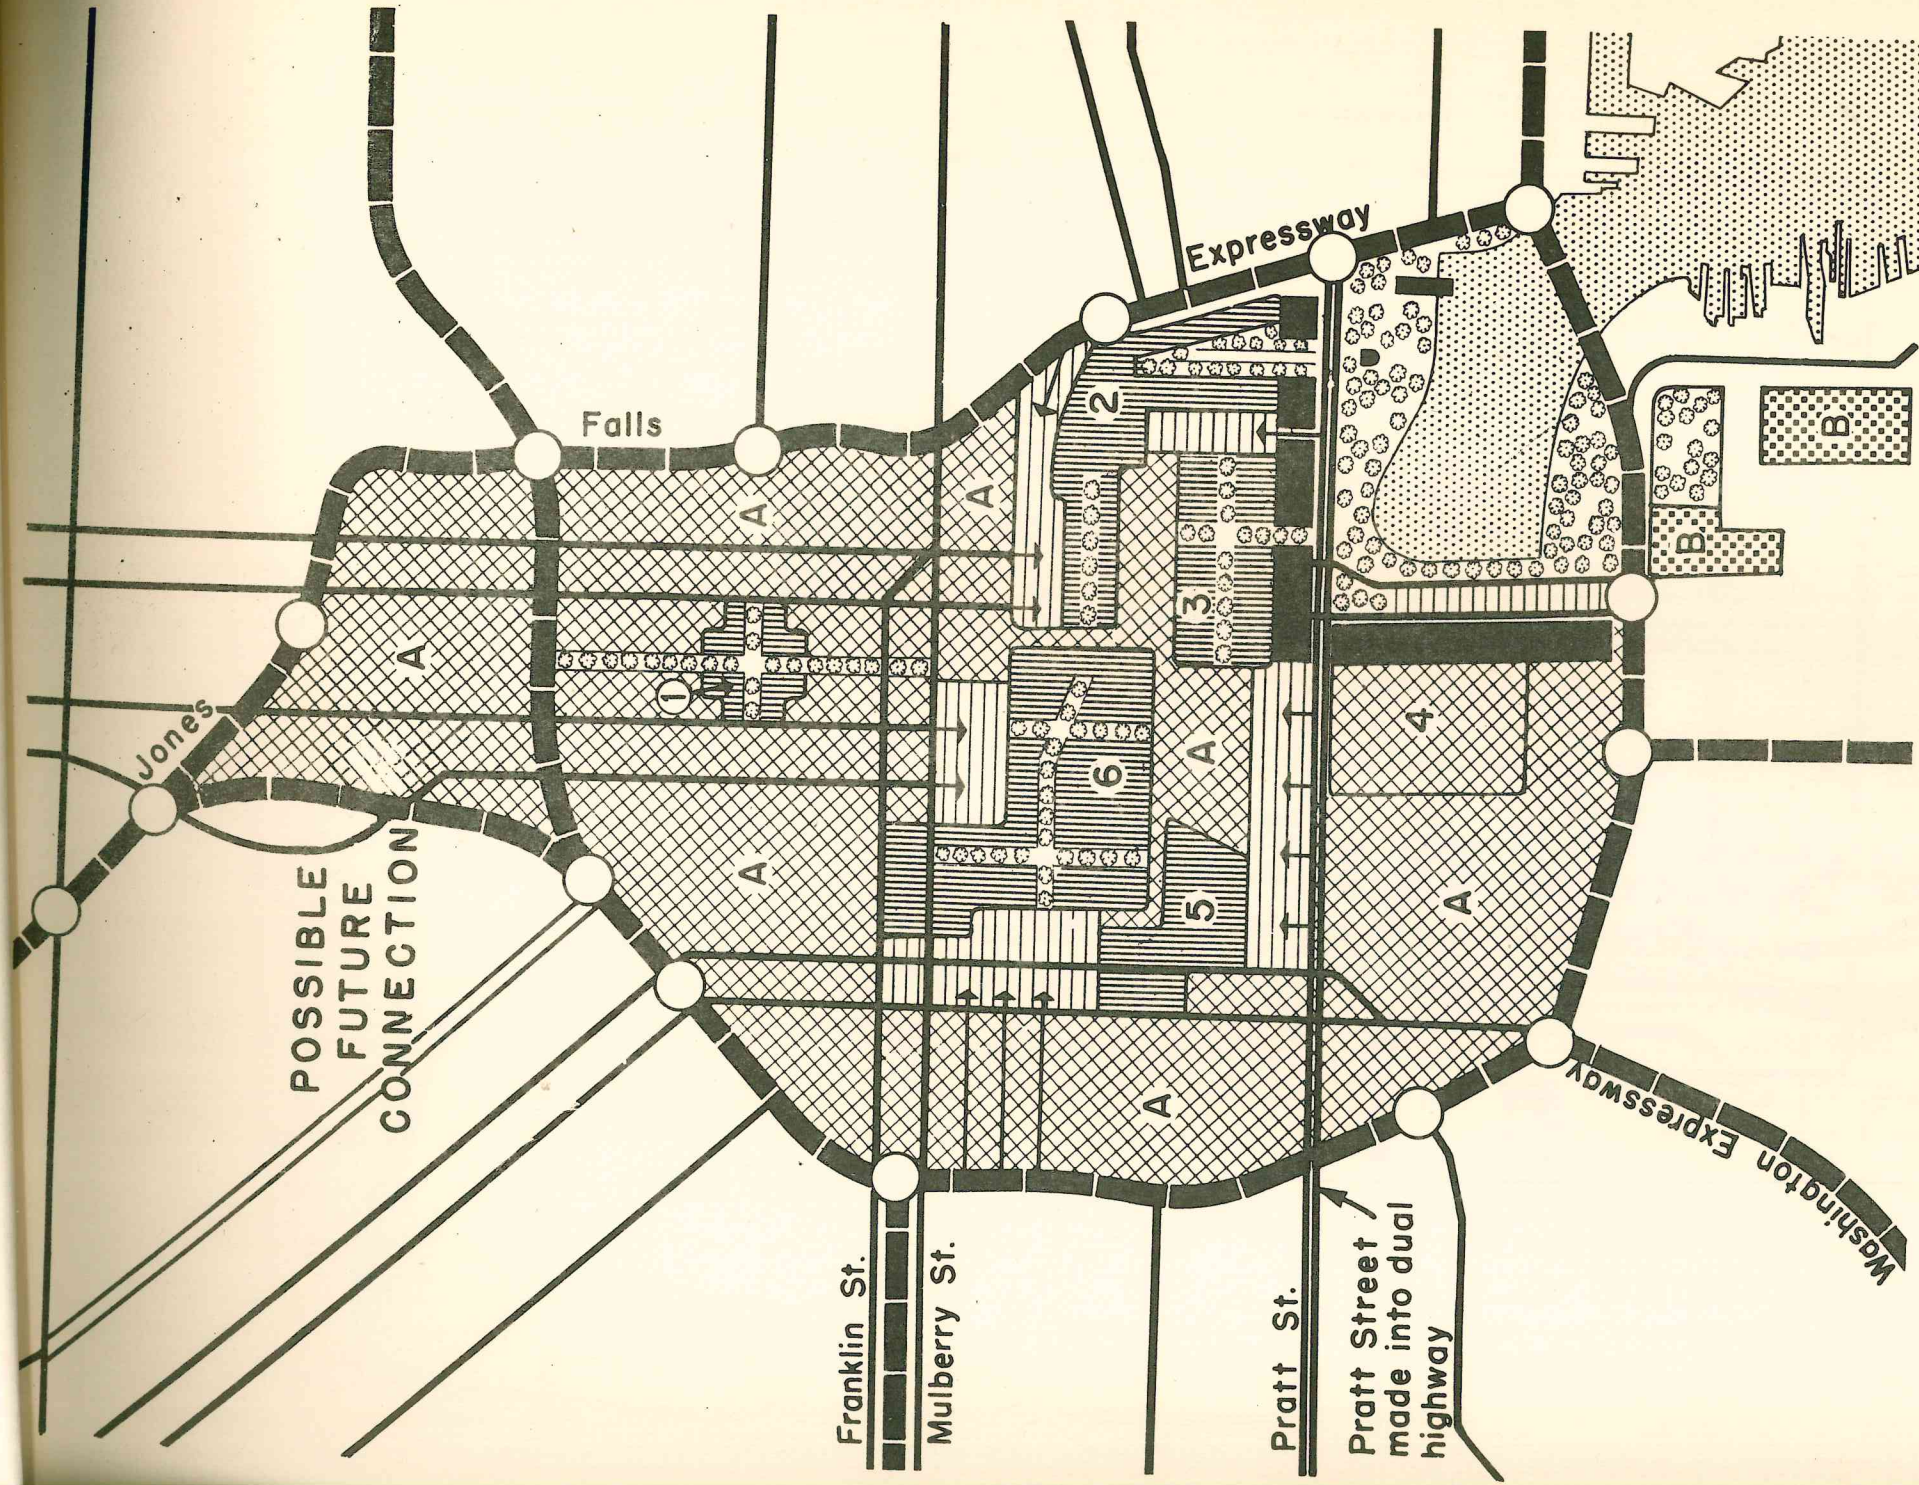 Jones
Falls
Expressway
POSSIBLE
FUTURE
CONNECTION
A
A
A
A
A
A
A
A
1
2
3
4
5
6
B
B
Franklin St.
Mulberry St.
Pratt St.
Pratt Street
made into dual
highway
Washington Expressway